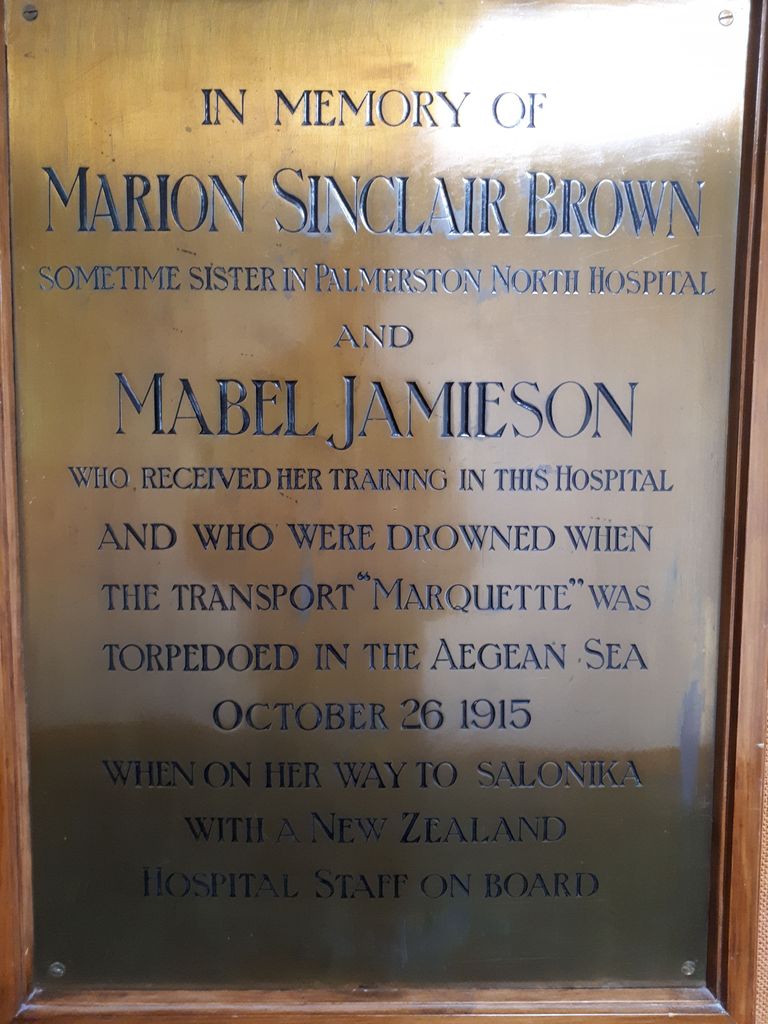 IN MEMORY OF
MARION SINCLAIR BROWN
SOMETIME SISTER IN PALMERSTON NORTH HOSPITAL
AND
MABEL JAMIESON
WHO RECEIVED HER TRAINING IN THIS HOSPITAL
AND WHO WERE DROWNED WHEN
THE TRANSPORT "MARQUETTE" WAS
TORPEDOED IN THE AEGEAN SEA
OCTOBER 26 1915
WHEN ON HER WAY TO SALONIKA
WITH A NEW ZEALAND
HOSPITAL STAFF ON BOARD